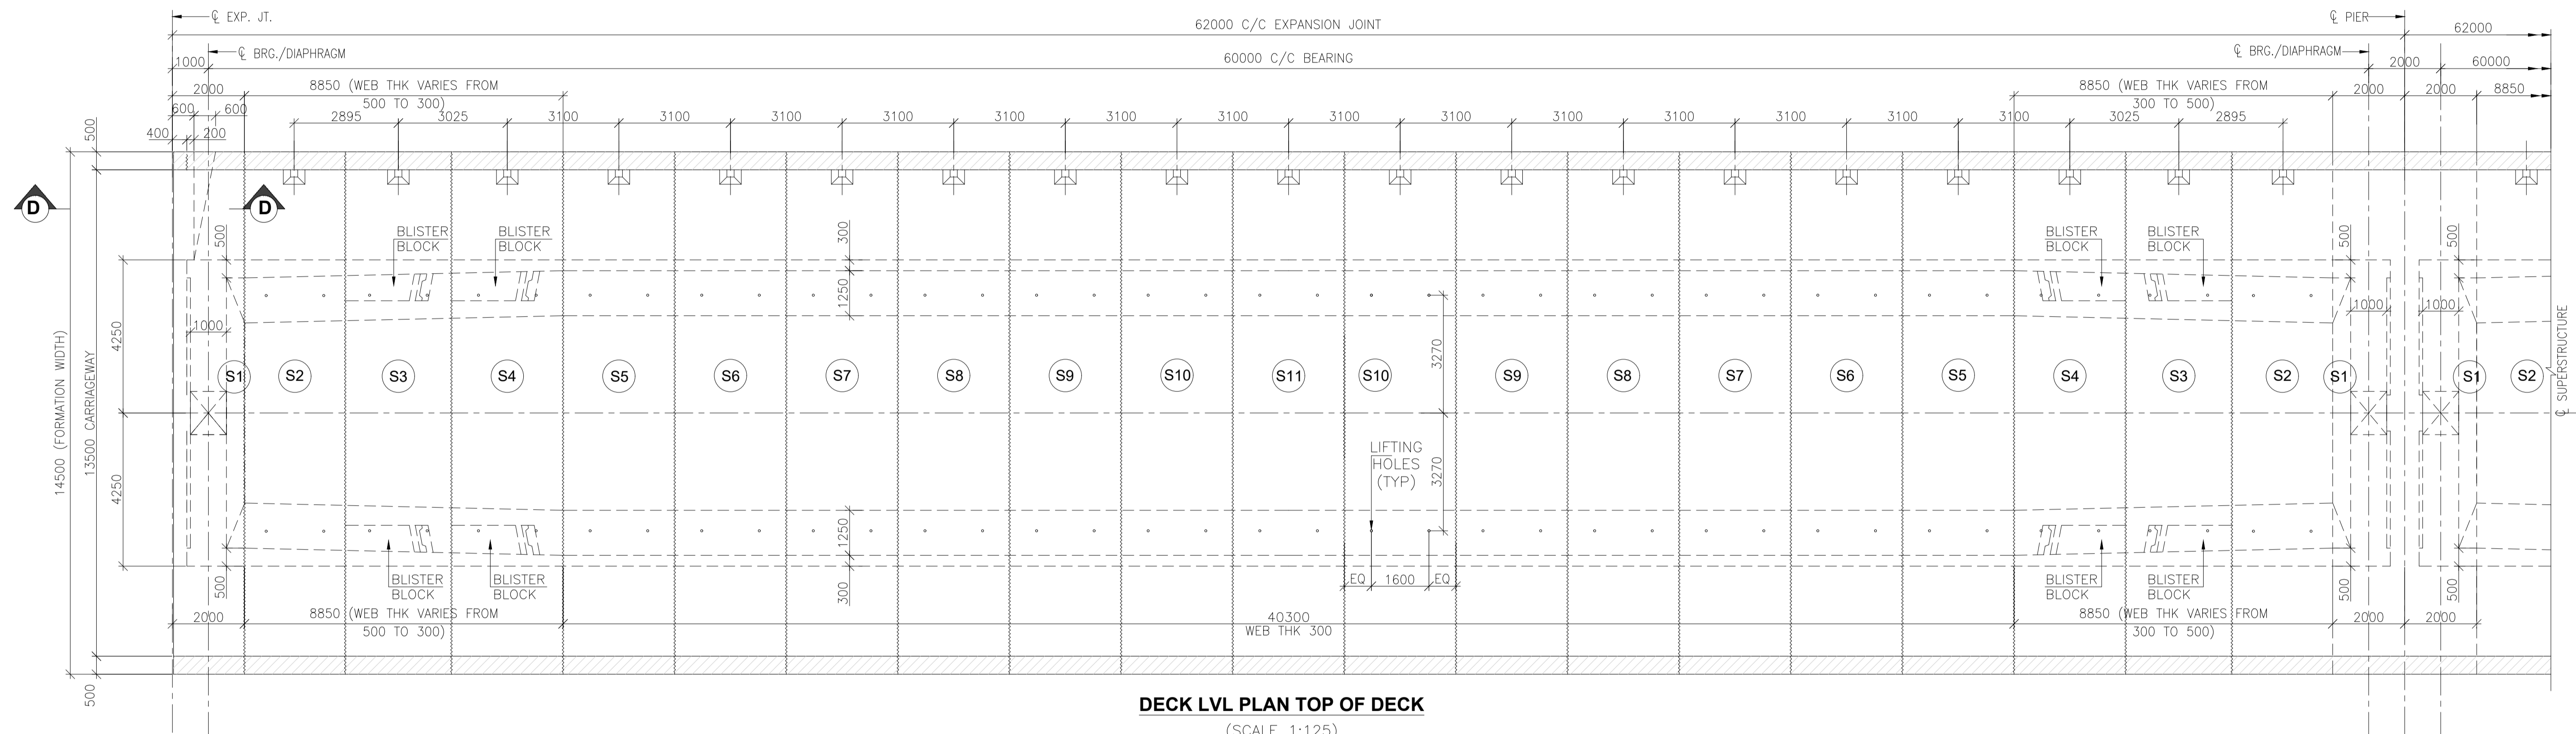 ℄ EXP. JT.
62000 C/C EXPANSION JOINT
℄ PIER
62000
℄ BRG./DIAPHRAGM
℄ BRG./DIAPHRAGM
1000
60000 C/C BEARING
2000
60000
2000
8850 (WEB THK VARIES FROM
500 TO 300)
8850 (WEB THK VARIES FROM
300 TO 500)
2000
2000
8850
600
600
2895
3025
3100
3100
3100
3100
3100
3100
3100
3100
3100
3100
3100
3100
3100
3100
3025
2895
400
200
500
D
D
500
BLISTER
BLOCK
BLISTER
BLOCK
300
BLISTER
BLOCK
BLISTER
BLOCK
500
500
1250
1000
1000
1000
14500 (FORMATION WIDTH)
13500 CARRIAGEWAY
4250
3270
℄ SUPERSTRUCTURE
S1
S2
S3
S4
S5
S6
S7
S8
S9
S10
S11
S10
S9
S8
S7
S6
S5
S4
S3
S2
S1
S1
S2
4250
LIFTING
HOLES
(TYP)
3270
1250
500
BLISTER
BLOCK
BLISTER
BLOCK
300
EQ
1600
EQ
BLISTER
BLOCK
BLISTER
BLOCK
500
500
2000
8850 (WEB THK VARIES FROM
500 TO 300)
40300
WEB THK 300
8850 (WEB THK VARIES FROM
300 TO 500)
2000
2000
500
DECK LVL PLAN TOP OF DECK
(SCALE 1:125)